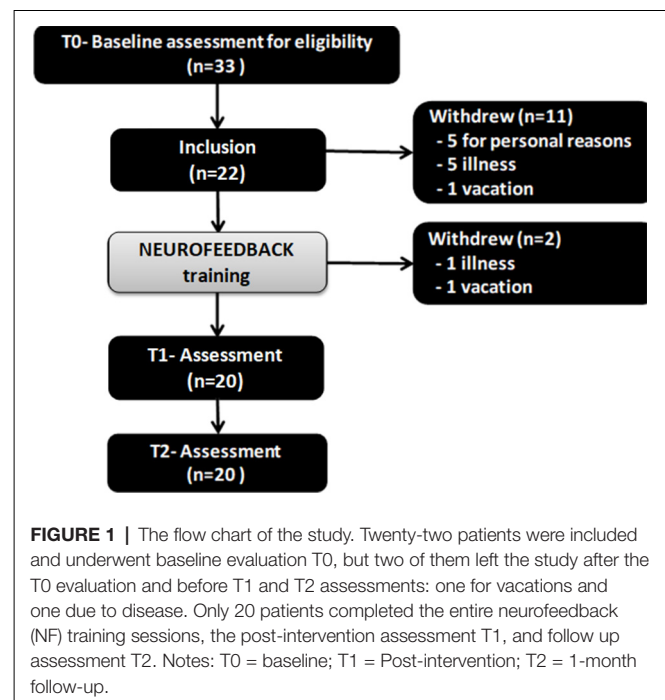 T0- Baseline assessment for eligibility
(n=33 )
Inclusion
(n=22)
Withdrew (n=11)
- 5 for personal reasons
- 5 illness
- 1 vacation
NEUROFEEDBACK
training
Withdrew (n=2)
- 1 illness
- 1 vacation
T1- Assessment
(n=20)
T2- Assessment
(n=20 )
FIGURE 1 | The flow chart of the study. Twenty-two patients were included
and underwent baseline evaluation T0, but two of them left the study after the
T0 evaluation and before T1 and T2 assessments: one for vacations and
one due to disease. Only 20 patients completed the entire neurofeedback
(NF) training sessions, the post-intervention assessment T1, and follow up
assessment T2. Notes: T0 = baseline; T1 = Post-intervention; T2 = 1-month
follow-up.